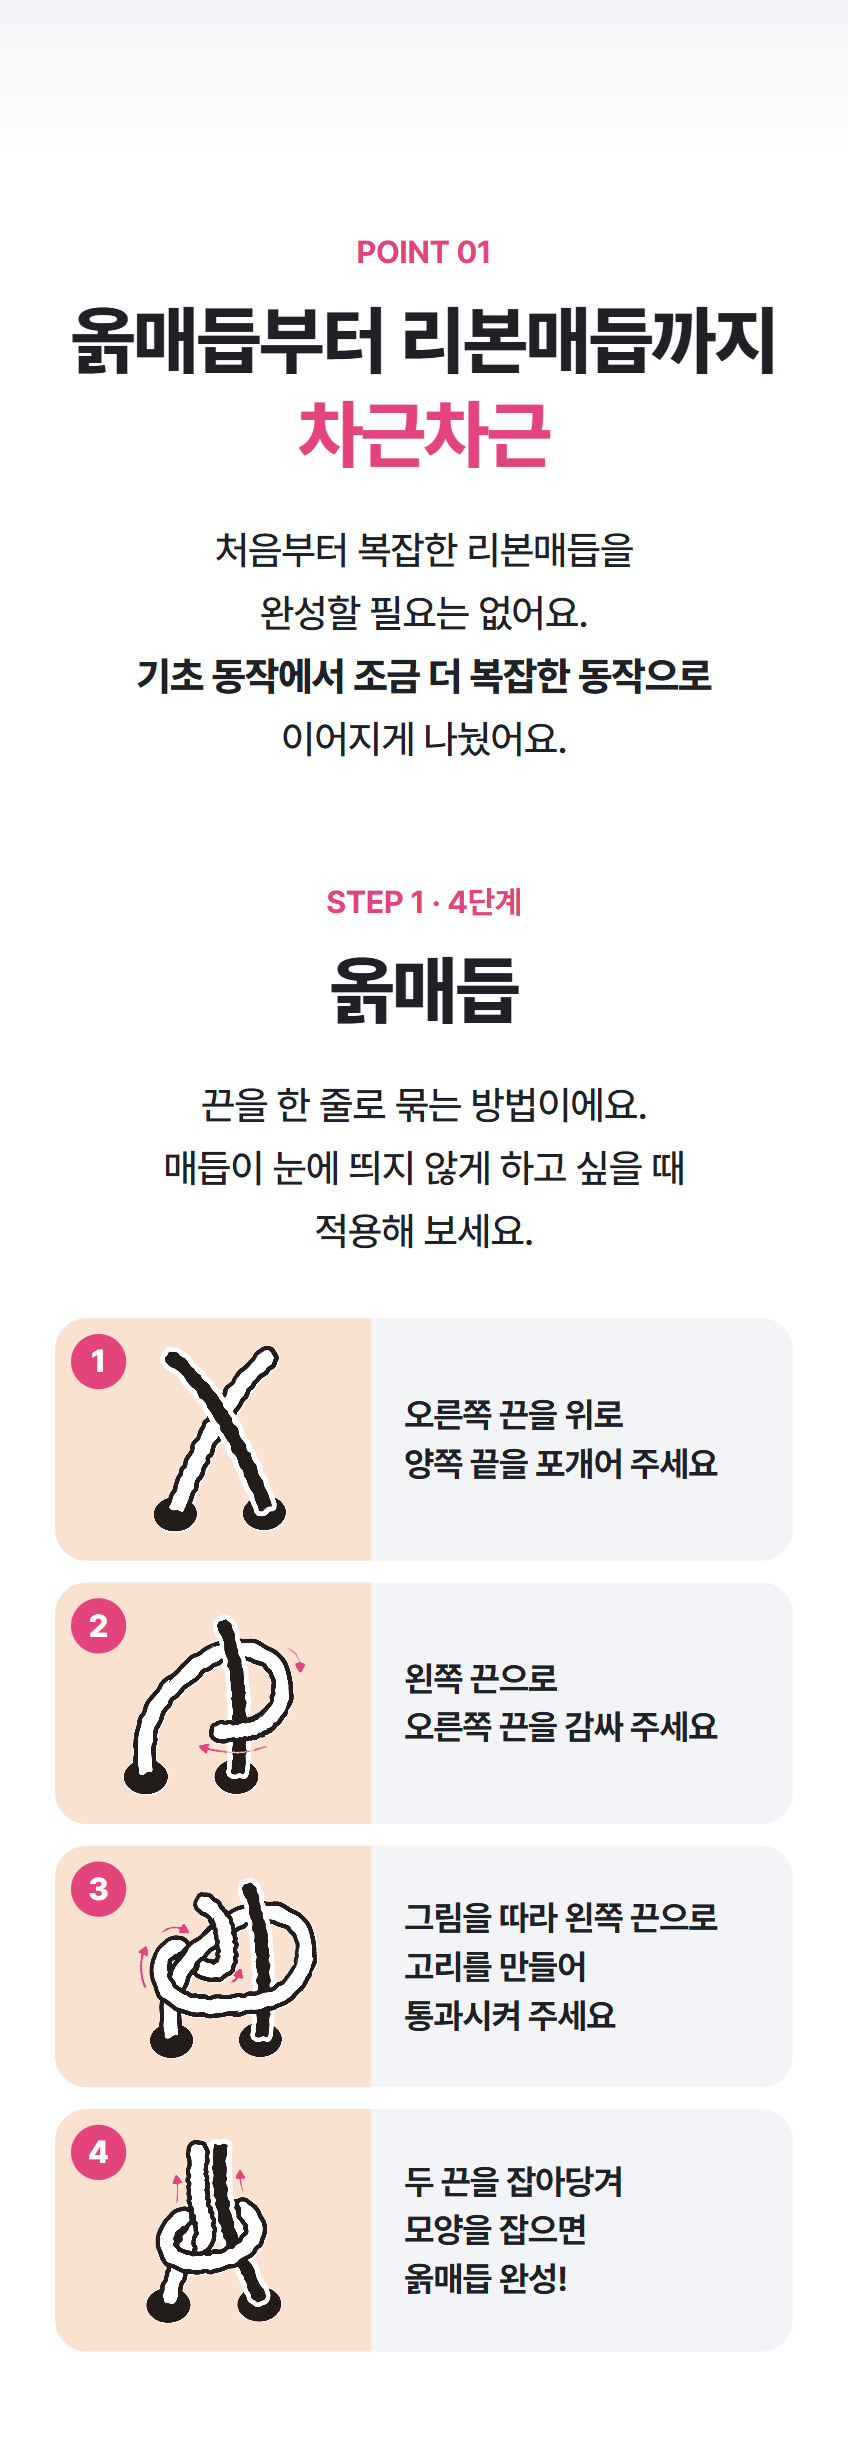 POINT 01
옭매듭부터 리본매듭까지
차근차근
처음부터 복잡한 리본매듭을
완성할 필요는 없어요.
기초 동작에서 조금 더 복잡한 동작으로
이어지게 나눴어요.
STEP 1 · 4단계
옭매듭
끈을 한 줄로 묶는 방법이에요.
매듭이 눈에 띄지 않게 하고 싶을 때
적용해 보세요.
1
오른쪽 끈을 위로
양쪽 끝을 포개어 주세요
2
왼쪽 끈으로
오른쪽 끈을 감싸 주세요
3
그림을 따라 왼쪽 끈으로
고리를 만들어
통과시켜 주세요
4
두 끈을 잡아당겨
모양을 잡으면
옭매듭 완성!